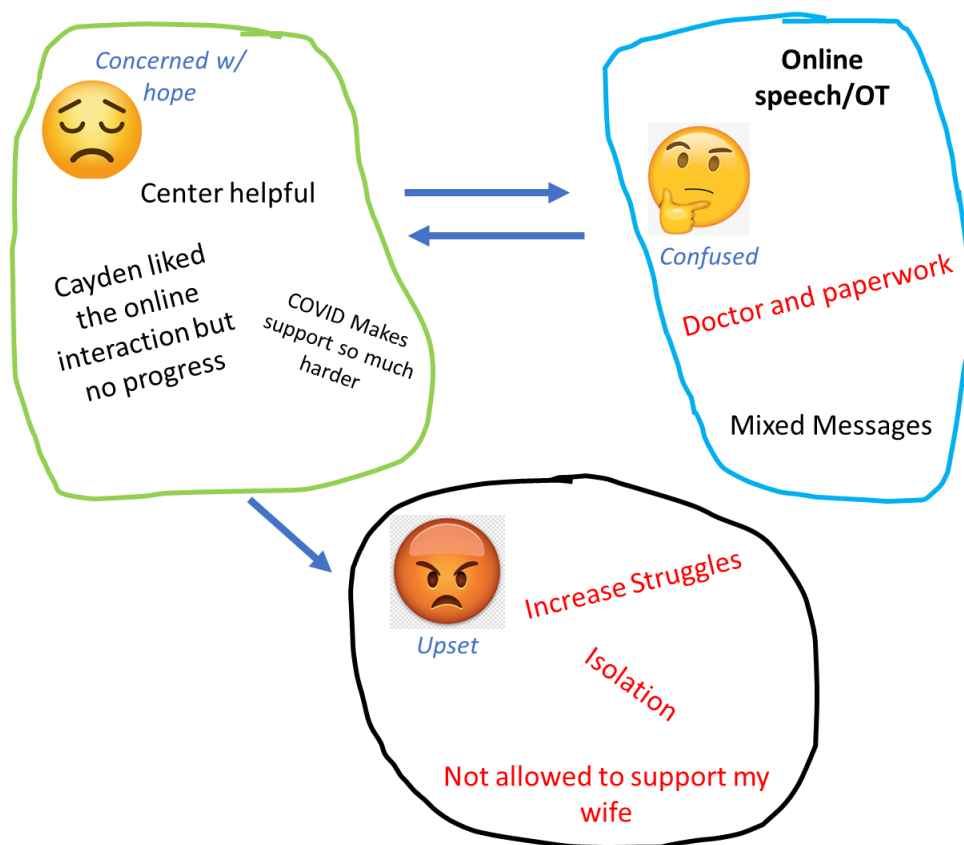 Concerned w/
hope
Center helpful
Cayden liked
the online
interaction but
no progress
COVID Makes
support so much
harder
Online
speech/OT
Confused
Doctor and paperwork
Mixed Messages
Upset
Increase Struggles
Isolation
Not allowed to support my
wife